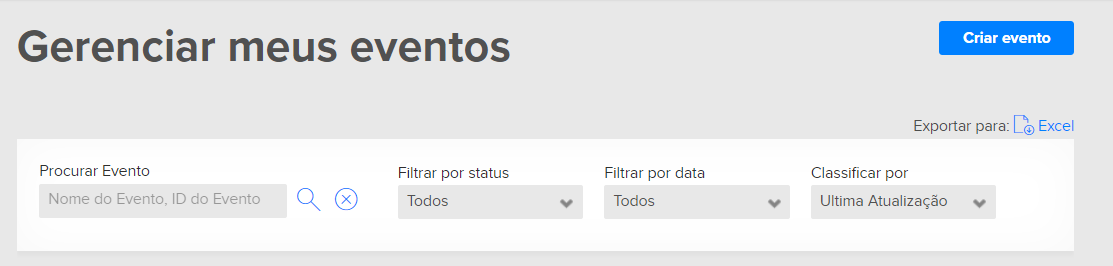 Gerenciar meus eventos
Criar evento
Exportar para: Excel
Procurar Evento
Nome do Evento, ID do Evento
Filtrar por status
Todos
Filtrar por data
Todos
Classificar por
Ultima Atualização